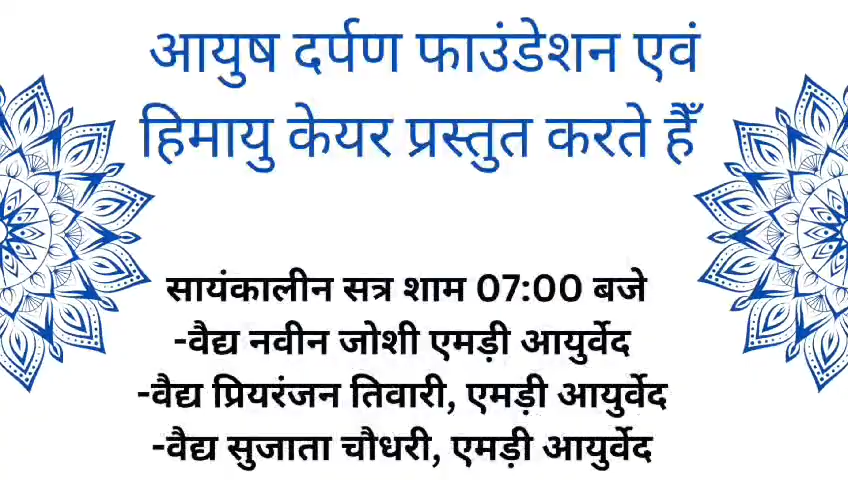 आयुष दर्पण फाउंडेशन एवं
हिमायु केयर प्रस्तुत करते हैँ
सायंकालीन सत्र शाम 07:00 बजे
-वैद्य नवीन जोशी एमड़ी आयुर्वेद
-वैद्य प्रियरंजन तिवारी, एमड़ी आयुर्वेद
-वैद्य सुजाता चौधरी, एमड़ी आयुर्वेद